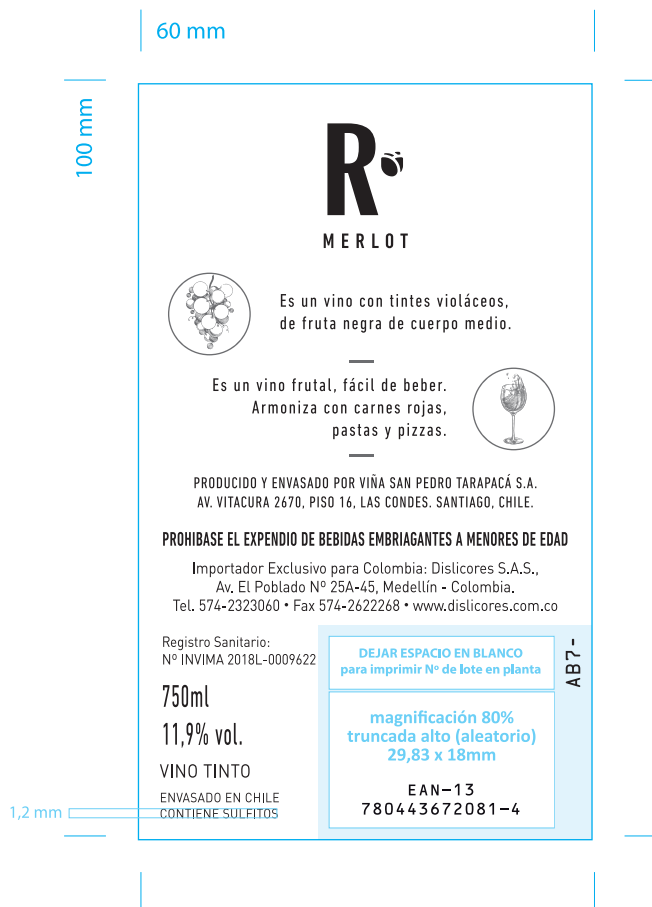 60 mm
100 mm
R
MERLOT
Es un vino con tintes violáceos,
de fruta negra de cuerpo medio.
Es un vino frutal, fácil de beber.
Armoniza con carnes rojas,
pastas y pizzas.
PRODUCIDO Y ENVASADO POR VIÑA SAN PEDRO TARAPACÁ S.A.
AV. VITACURA 2670, PISO 16, LAS CONDES. SANTIAGO, CHILE.
PROHIBASE EL EXPENDIO DE BEBIDAS EMBRIAGANTES A MENORES DE EDAD
Importador Exclusivo para Colombia: Dislicores S.A.S.,
Av. El Poblado Nº 25A-45, Medellín - Colombia.
Tel. 574-2323060 • Fax 574-2622268 • www.dislicores.com.co
Registro Sanitario:
Nº INVIMA 2018L-0009622
750ml
11,9% vol.
VINO TINTO
ENVASADO EN CHILE
CONTIENE SULFITOS
1,2 mm
DEJAR ESPACIO EN BLANCO
para imprimir Nº de lote en planta
AB7-
magnificación 80%
truncada alto (aleatorio)
29,83 x 18mm
EAN-13
780443672081-4